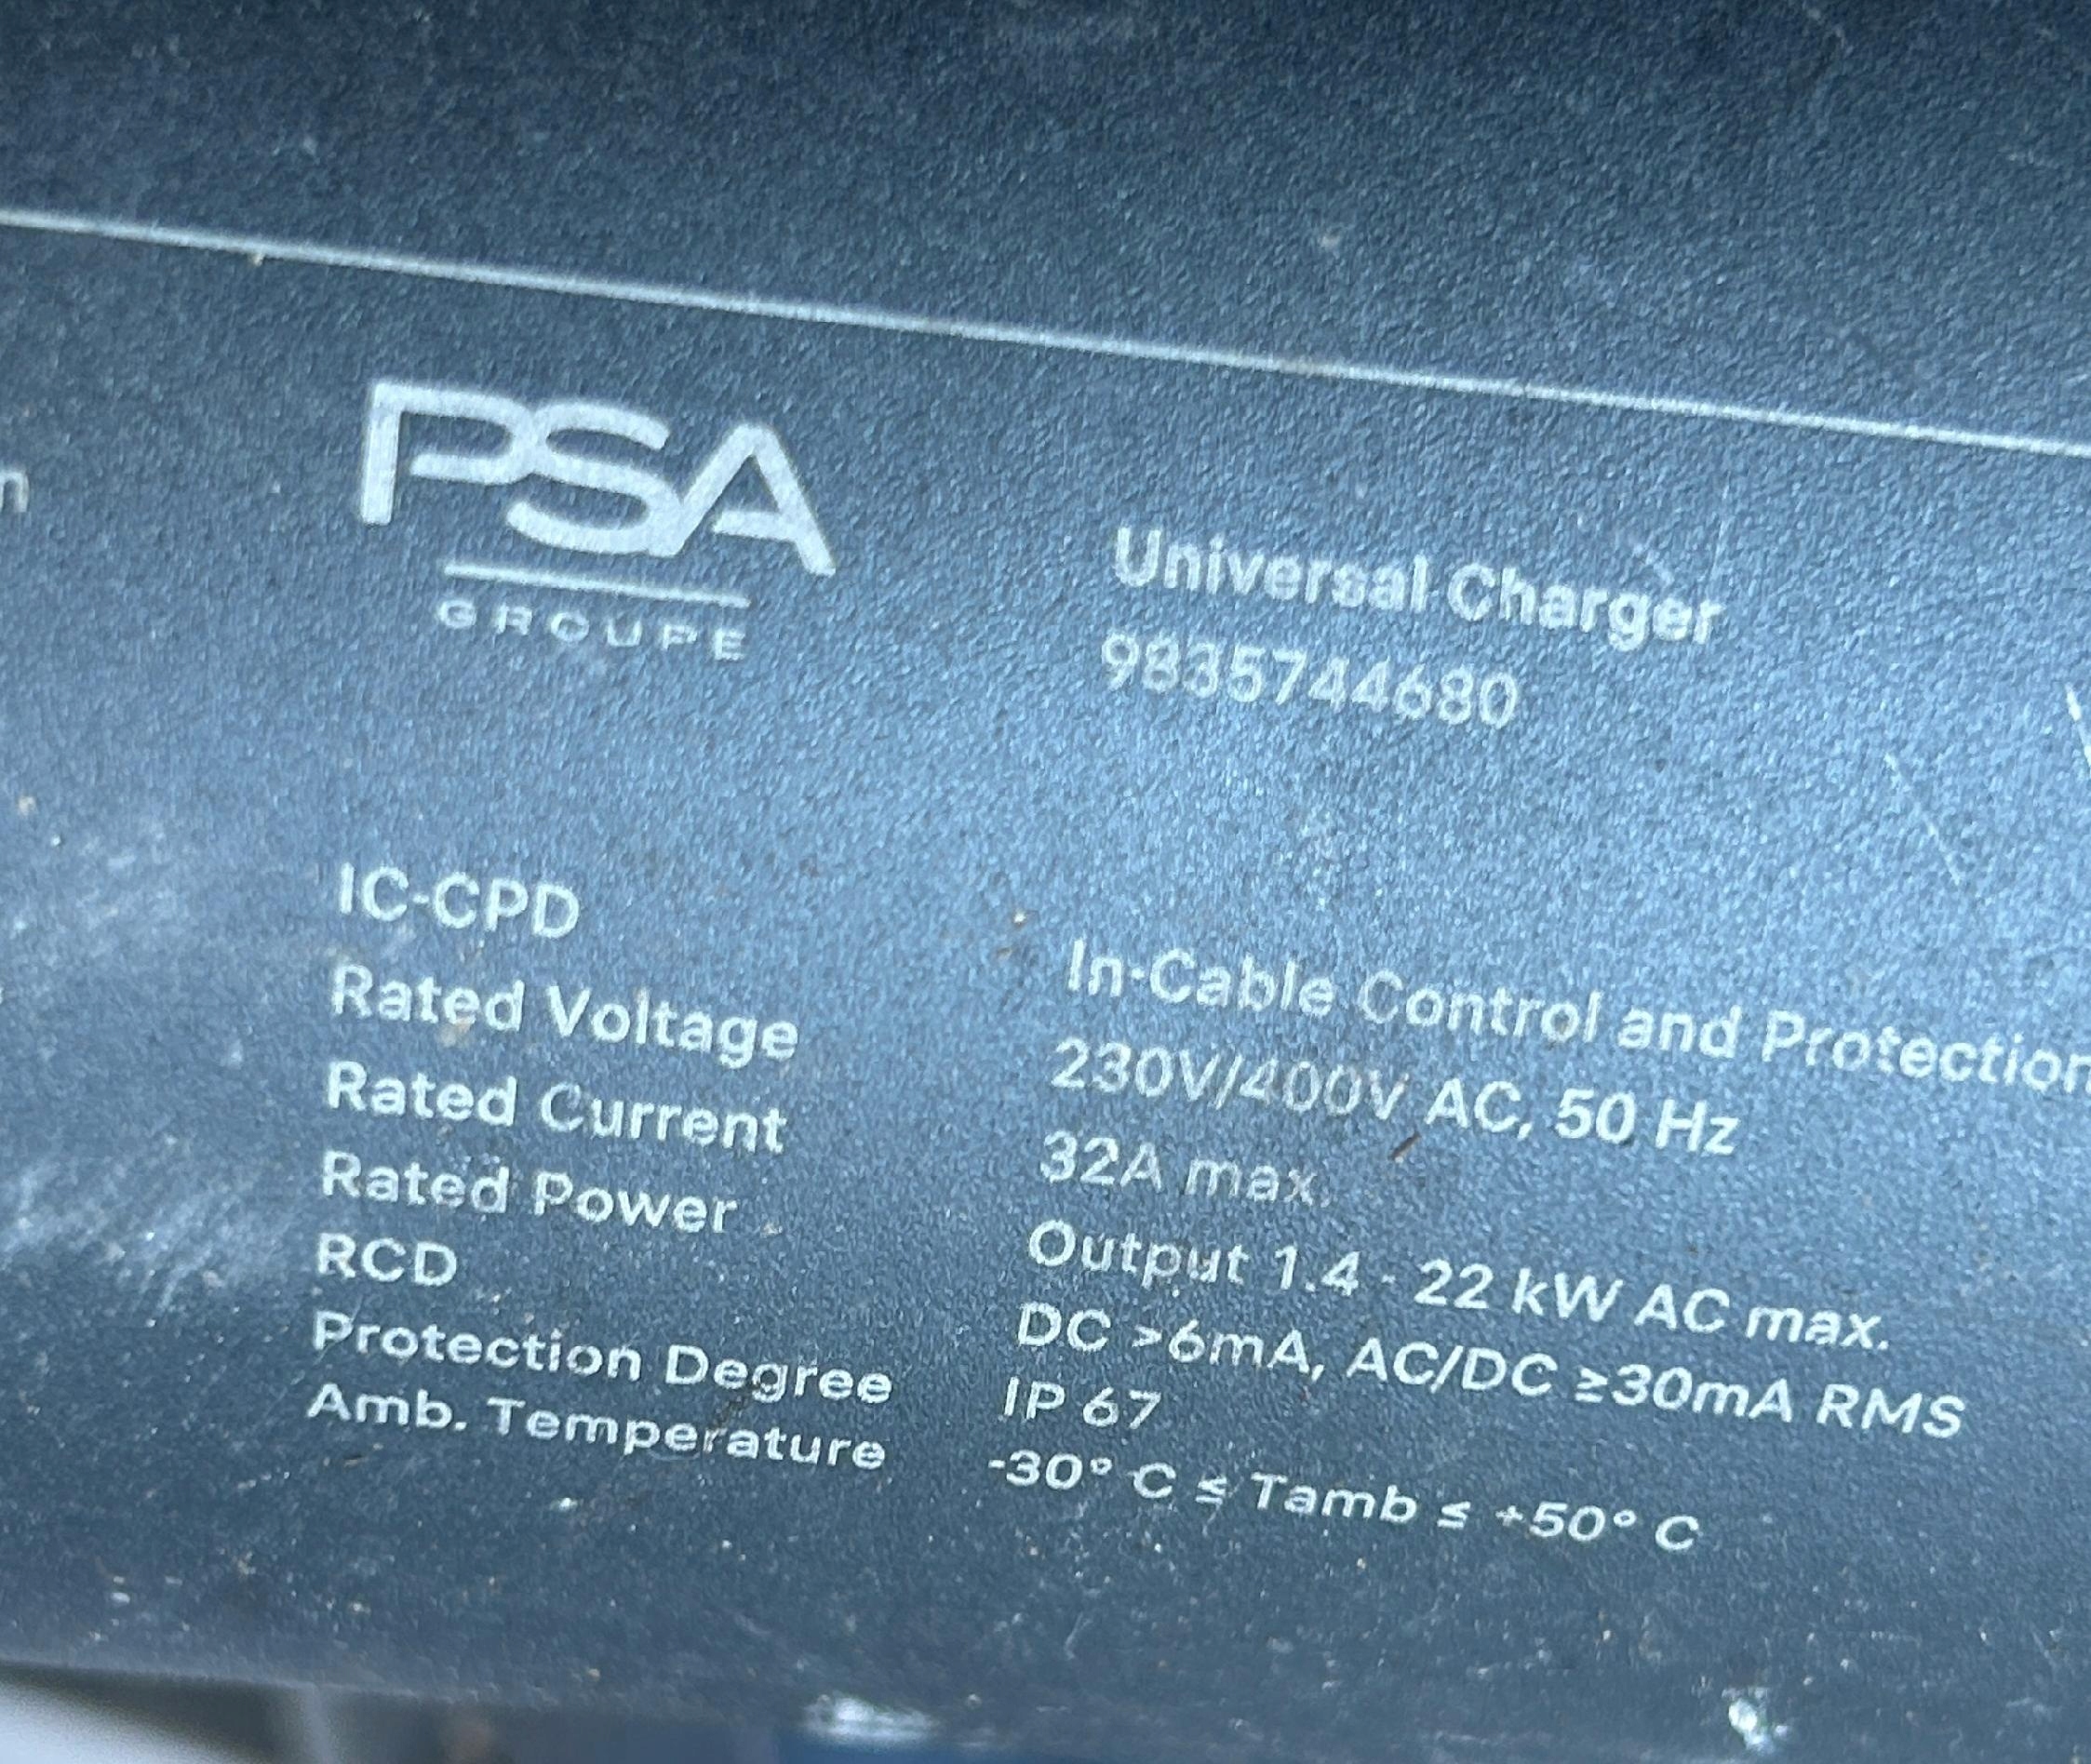 PSA
GROUPE
Universal Charger
9835744680
IC-CPD In-Cable Control and Protection
Rated Voltage 230V/400V AC, 50 Hz
Rated Current 32A max.
Rated Power Output 1.4 - 22 kW AC max.
RCD DC >6mA, AC/DC ≥30mA RMS
Protection Degree IP 67
Amb. Temperature -30° C ≤ Tamb ≤ +50° C